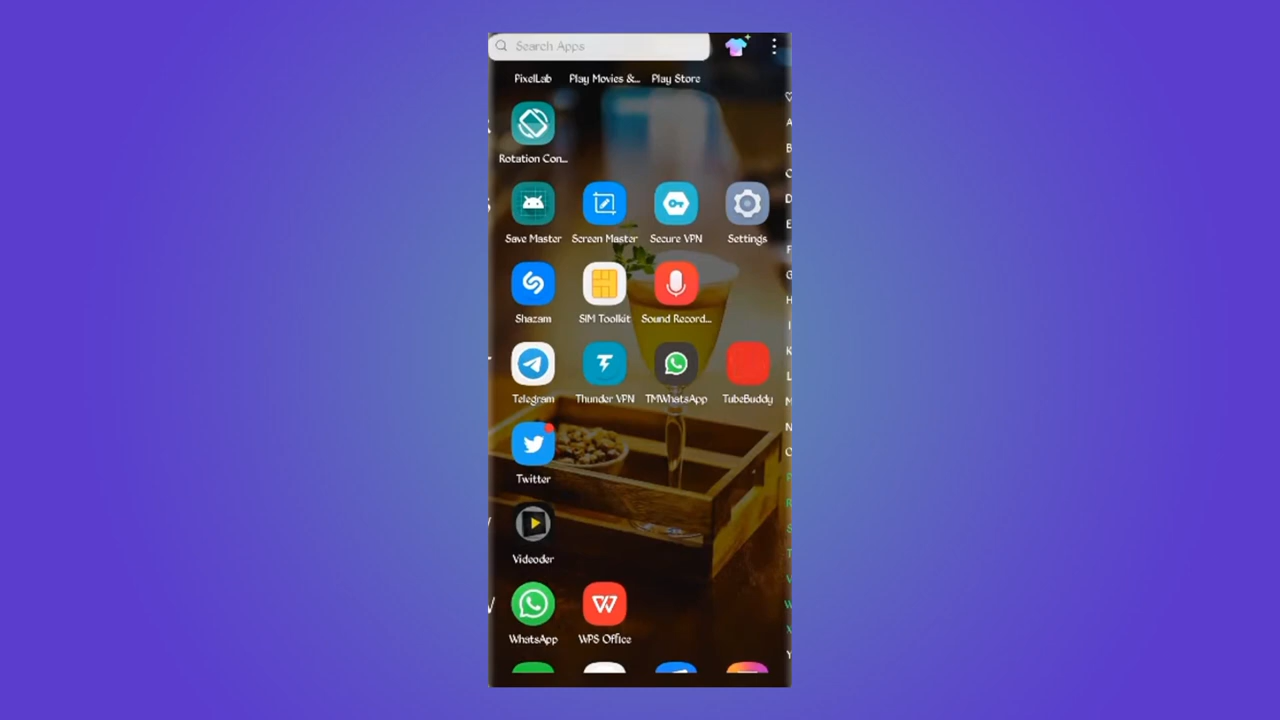 Search Apps
PixelLab Play Movies &... Play Store
Rotation Con...
Save Master Screen Master Secure VPN Settings
Shazam SIM Toolkit Sound Record...
Telegram Thunder VPN TMWhatsApp TubeBuddy
Twitter
Videoder
WhatsApp WPS Office
A
B
C
D
E
F
G
H
I
K
L
M
N
O
P
R
S
T
V
W
X
Y